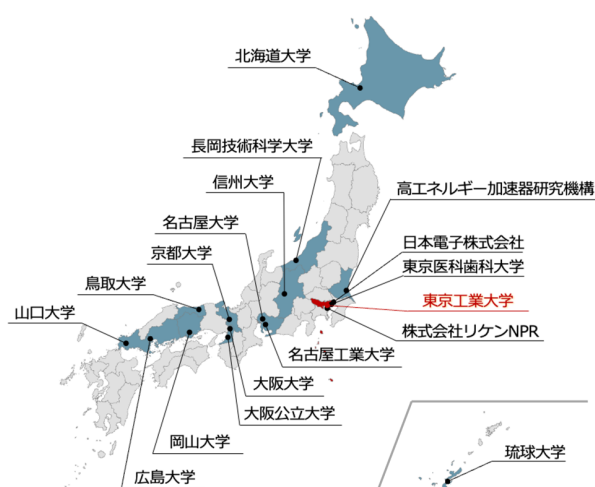 北海道大学
長岡技術科学大学
信州大学
高エネルギー加速器研究機構
名古屋大学
日本電子株式会社
京都大学
東京医科歯科大学
鳥取大学
東京工業大学
山口大学
株式会社リケンNPR
名古屋工業大学
大阪大学
大阪公立大学
岡山大学
琉球大学
広島大学